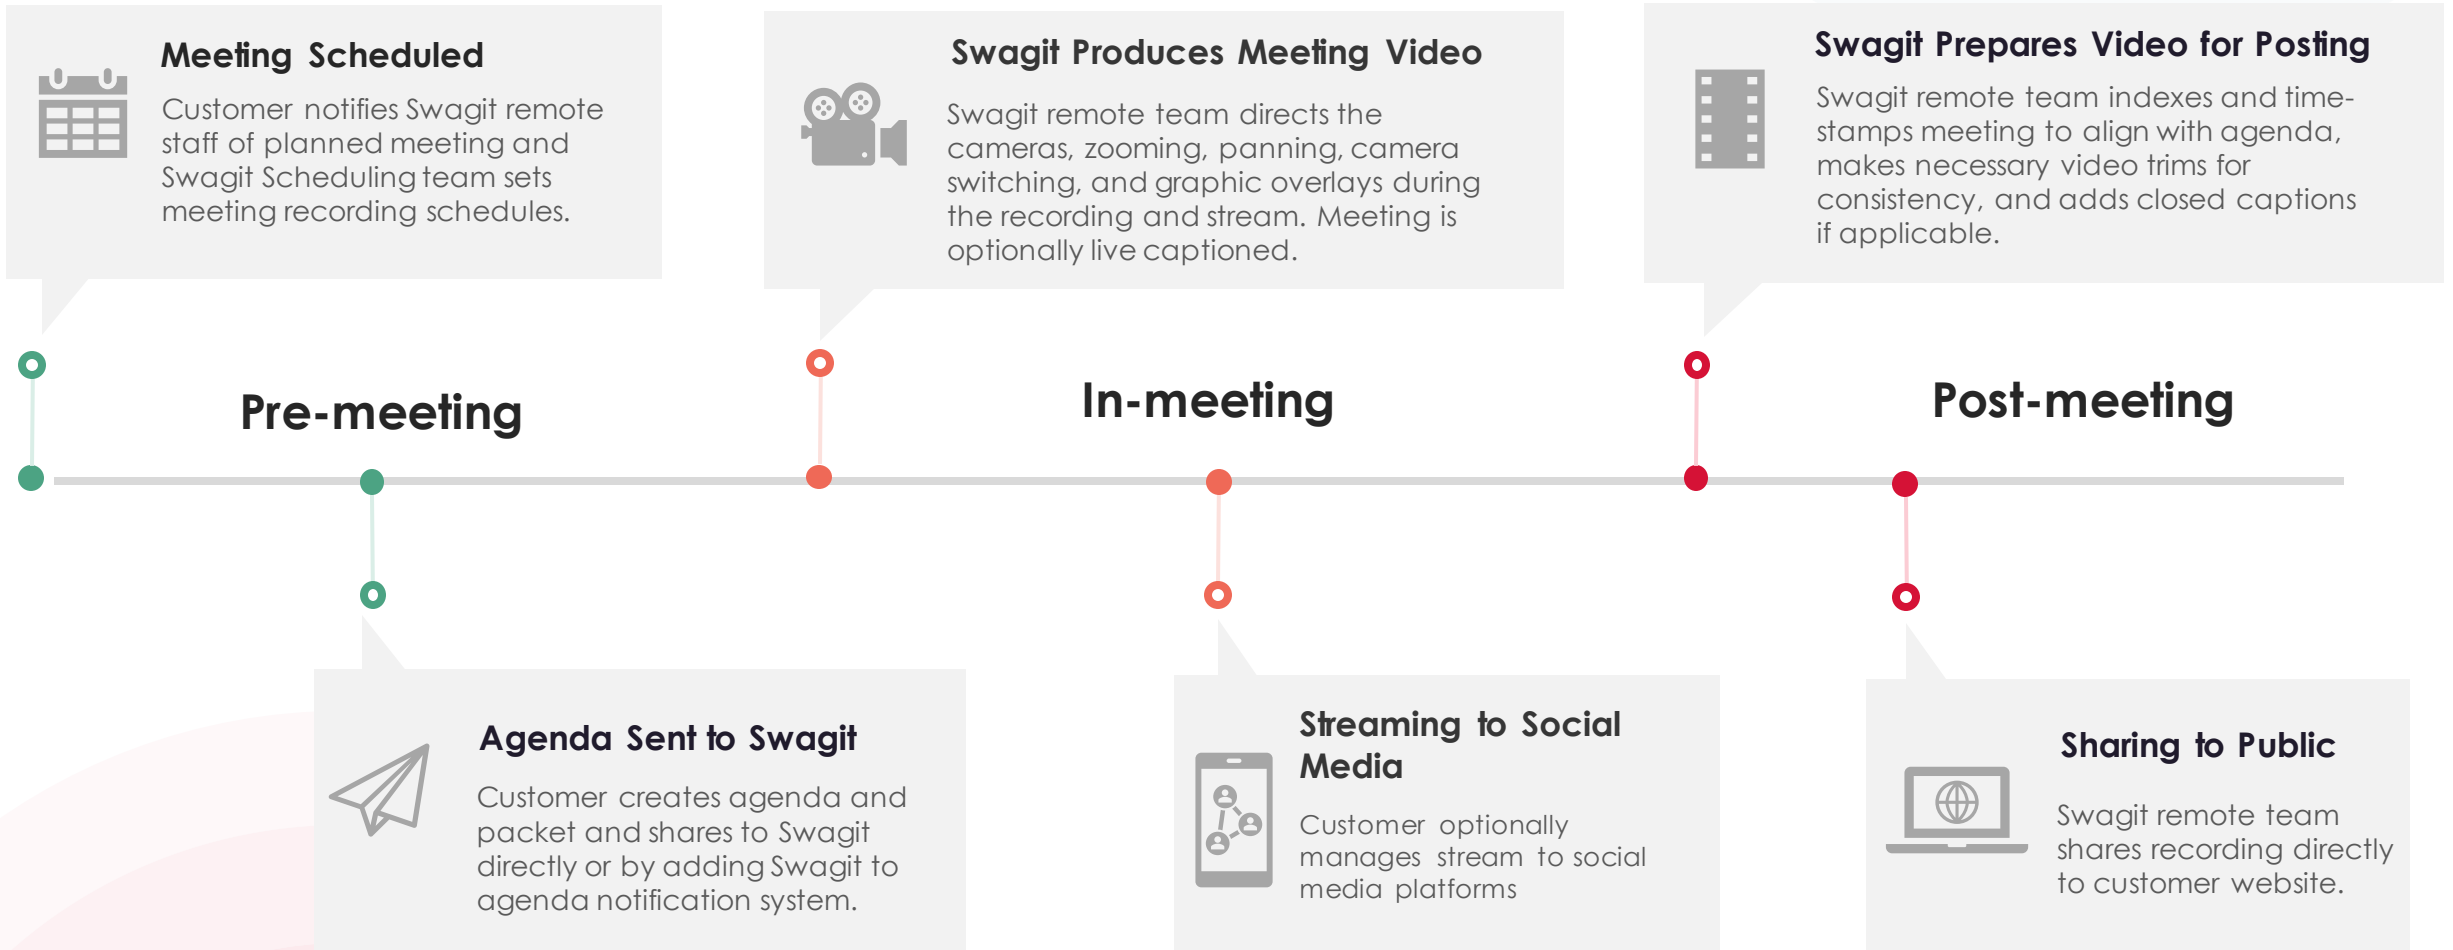 Meeting Scheduled
Customer notifies Swagit remote
staff of planned meeting and
Swagit Scheduling team sets
meeting recording schedules.
Swagit Produces Meeting Video
Swagit remote team directs the
cameras, zooming, panning, camera
switching, and graphic overlays during
the recording and stream. Meeting is
optionally live captioned.
Swagit Prepares Video for Posting
Swagit remote team indexes and time-
stamps meeting to align with agenda,
makes necessary video trims for
consistency, and adds closed captions
if applicable.
Pre-meeting
In-meeting
Post-meeting
Agenda Sent to Swagit
Customer creates agenda and
packet and shares to Swagit
directly or by adding Swagit to
agenda notification system.
Streaming to Social
Media
Customer optionally
manages stream to social
media platforms
Sharing to Public
Swagit remote team
shares recording directly
to customer website.